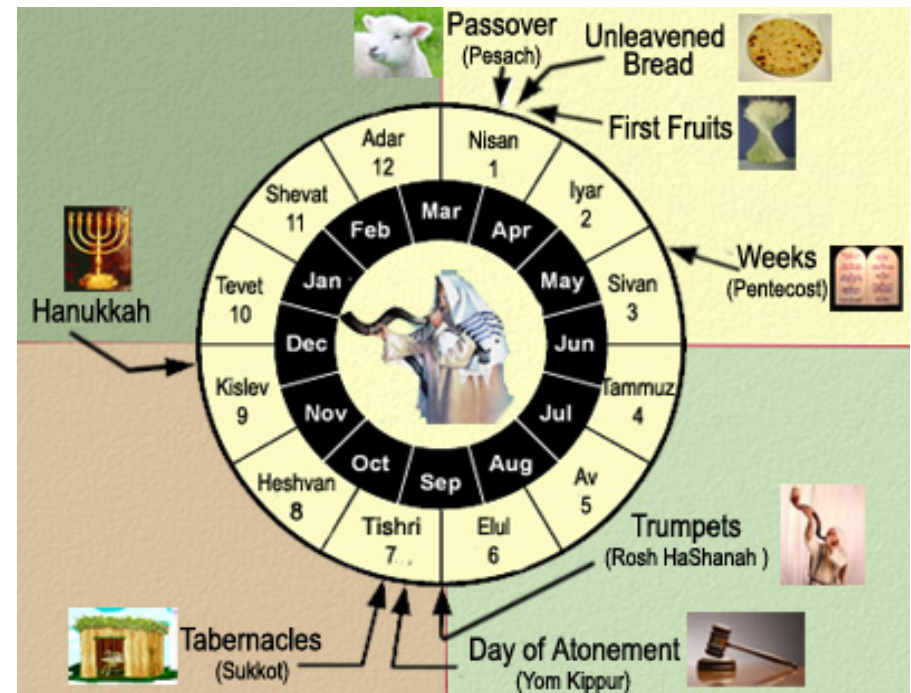 Passover
(Pesach)
Unleavened
Bread
First Fruits
Weeks
(Pentecost)
Trumpets
(Rosh HaShanah )
Day of Atonement
(Yom Kippur)
Tabernacles
(Sukkot)
Hanukkah
Nisan
1
Iyar
2
Sivan
3
Tammuz
4
Av
5
Elul
6
Tishri
7
Heshvan
8
Kislev
9
Tevet
10
Shevat
11
Adar
12
Mar
Apr
May
Jun
Jul
Aug
Sep
Oct
Nov
Dec
Jan
Feb